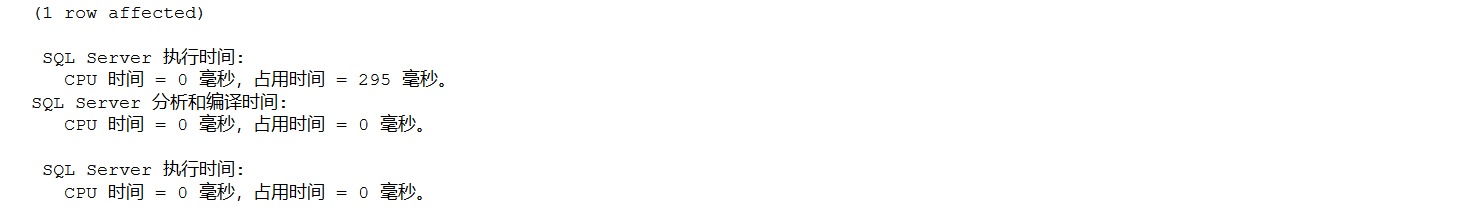 (1 row affected)
SQL Server 执行时间:
CPU 时间 = 0 毫秒，占用时间 = 295 毫秒。
SQL Server 分析和编译时间:
CPU 时间 = 0 毫秒，占用时间 = 0 毫秒。
SQL Server 执行时间:
CPU 时间 = 0 毫秒，占用时间 = 0 毫秒。